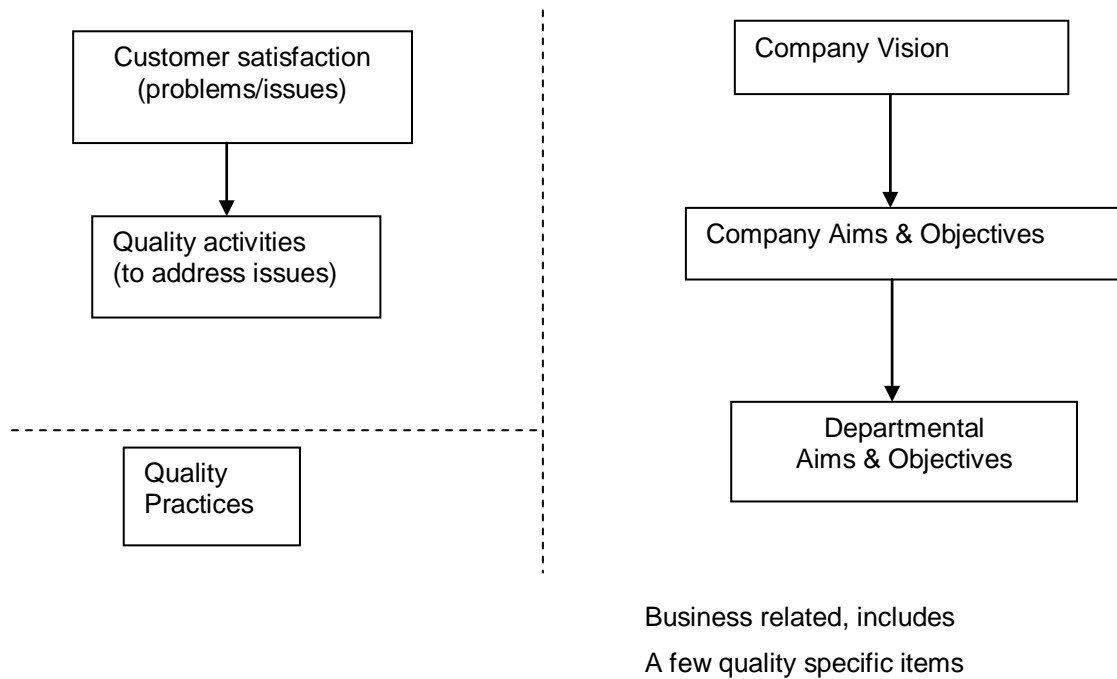 Customer satisfaction
(problems/issues)
Quality activities
(to address issues)
Quality
Practices
Company Vision
Company Aims & Objectives
Departmental
Aims & Objectives
Business related, includes
A few quality specific items